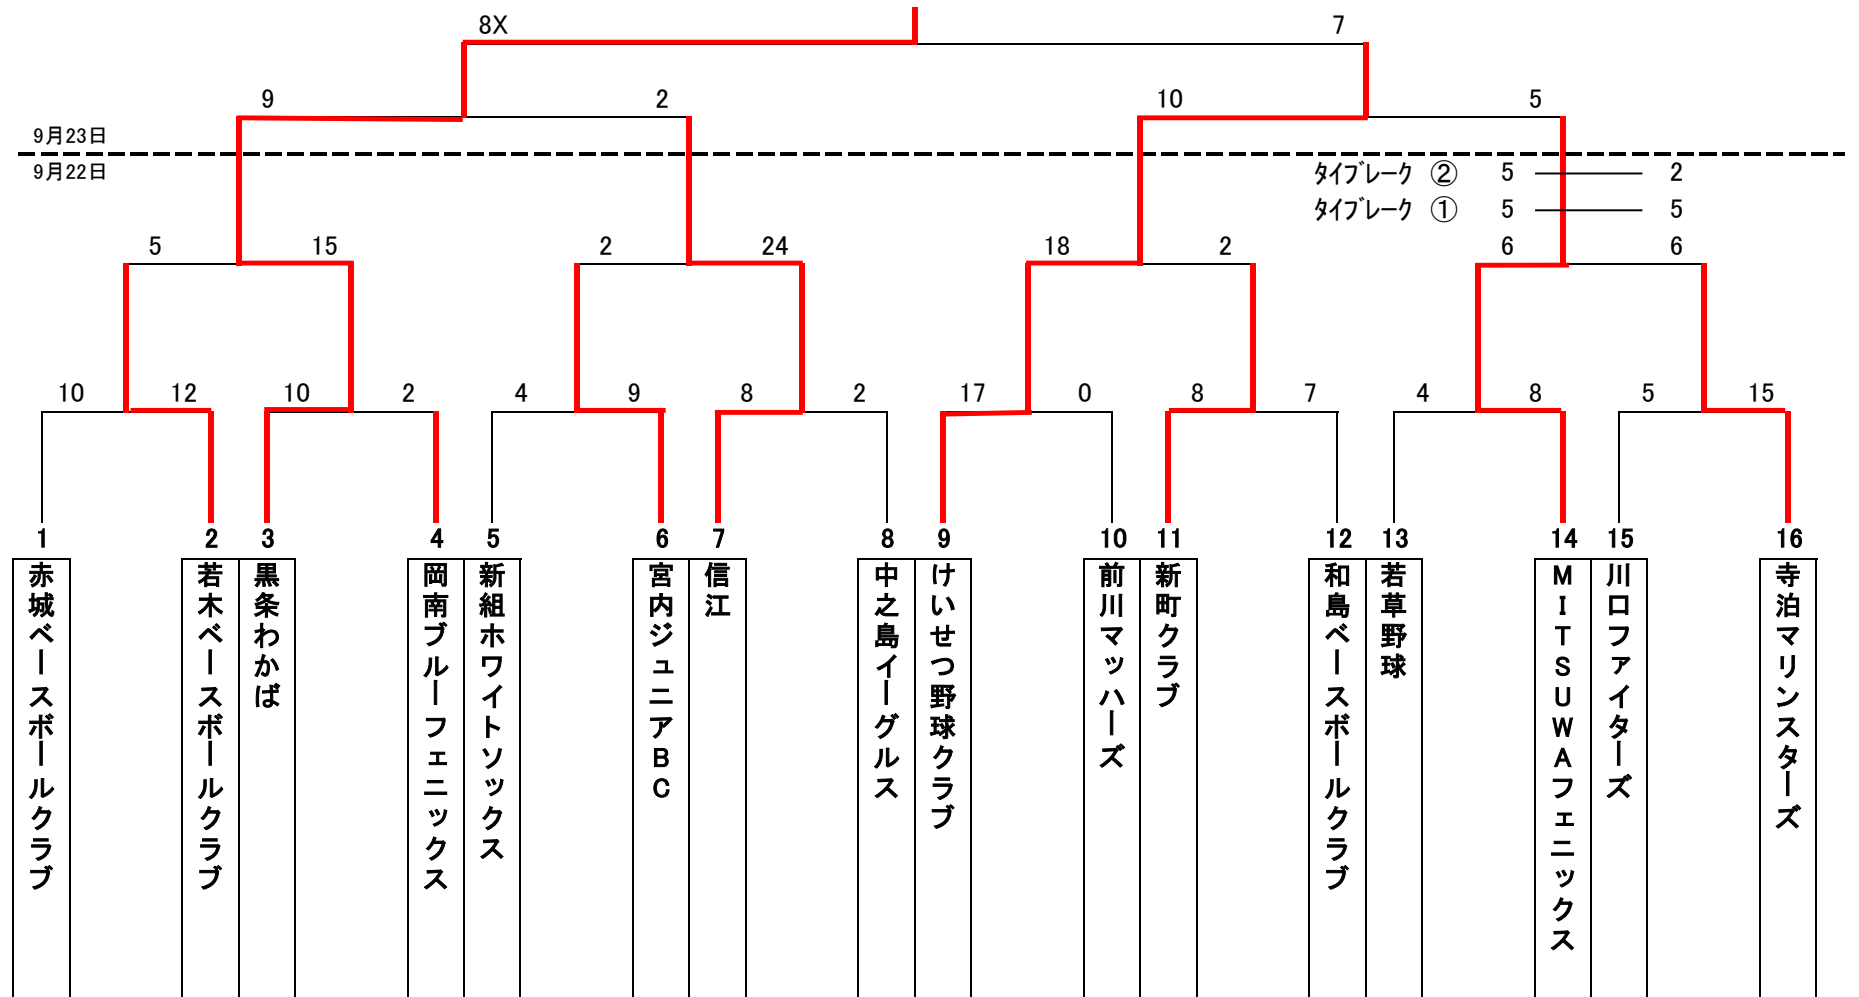 8X 7
9 2 10 5
9月23日
9月22日
ﾀｲﾌﾞﾚｰｸ ② 5 2
ﾀｲﾌﾞﾚｰｸ ① 5 5
5 15 2 24 18 2 6 6
10 12 10 2 4 9 8 2 17 0 8 7 4 8 5 15
1 2 3 4 5 6 7 8 9 10 11 12 13 14 15 16
赤城ベースボールクラブ
若木ベースボールクラブ
黒条わかば
岡南ブルーフェニックス
新組ホワイトソックス
宮内ジュニアBC
信江
中之島イーグルス
けいせつ野球クラブ
前川マッハーズ
新町クラブ
和島ベースボールクラブ
若草野球
MITSUWAフェニックス
川口ファイターズ
寺泊マリンスターズ